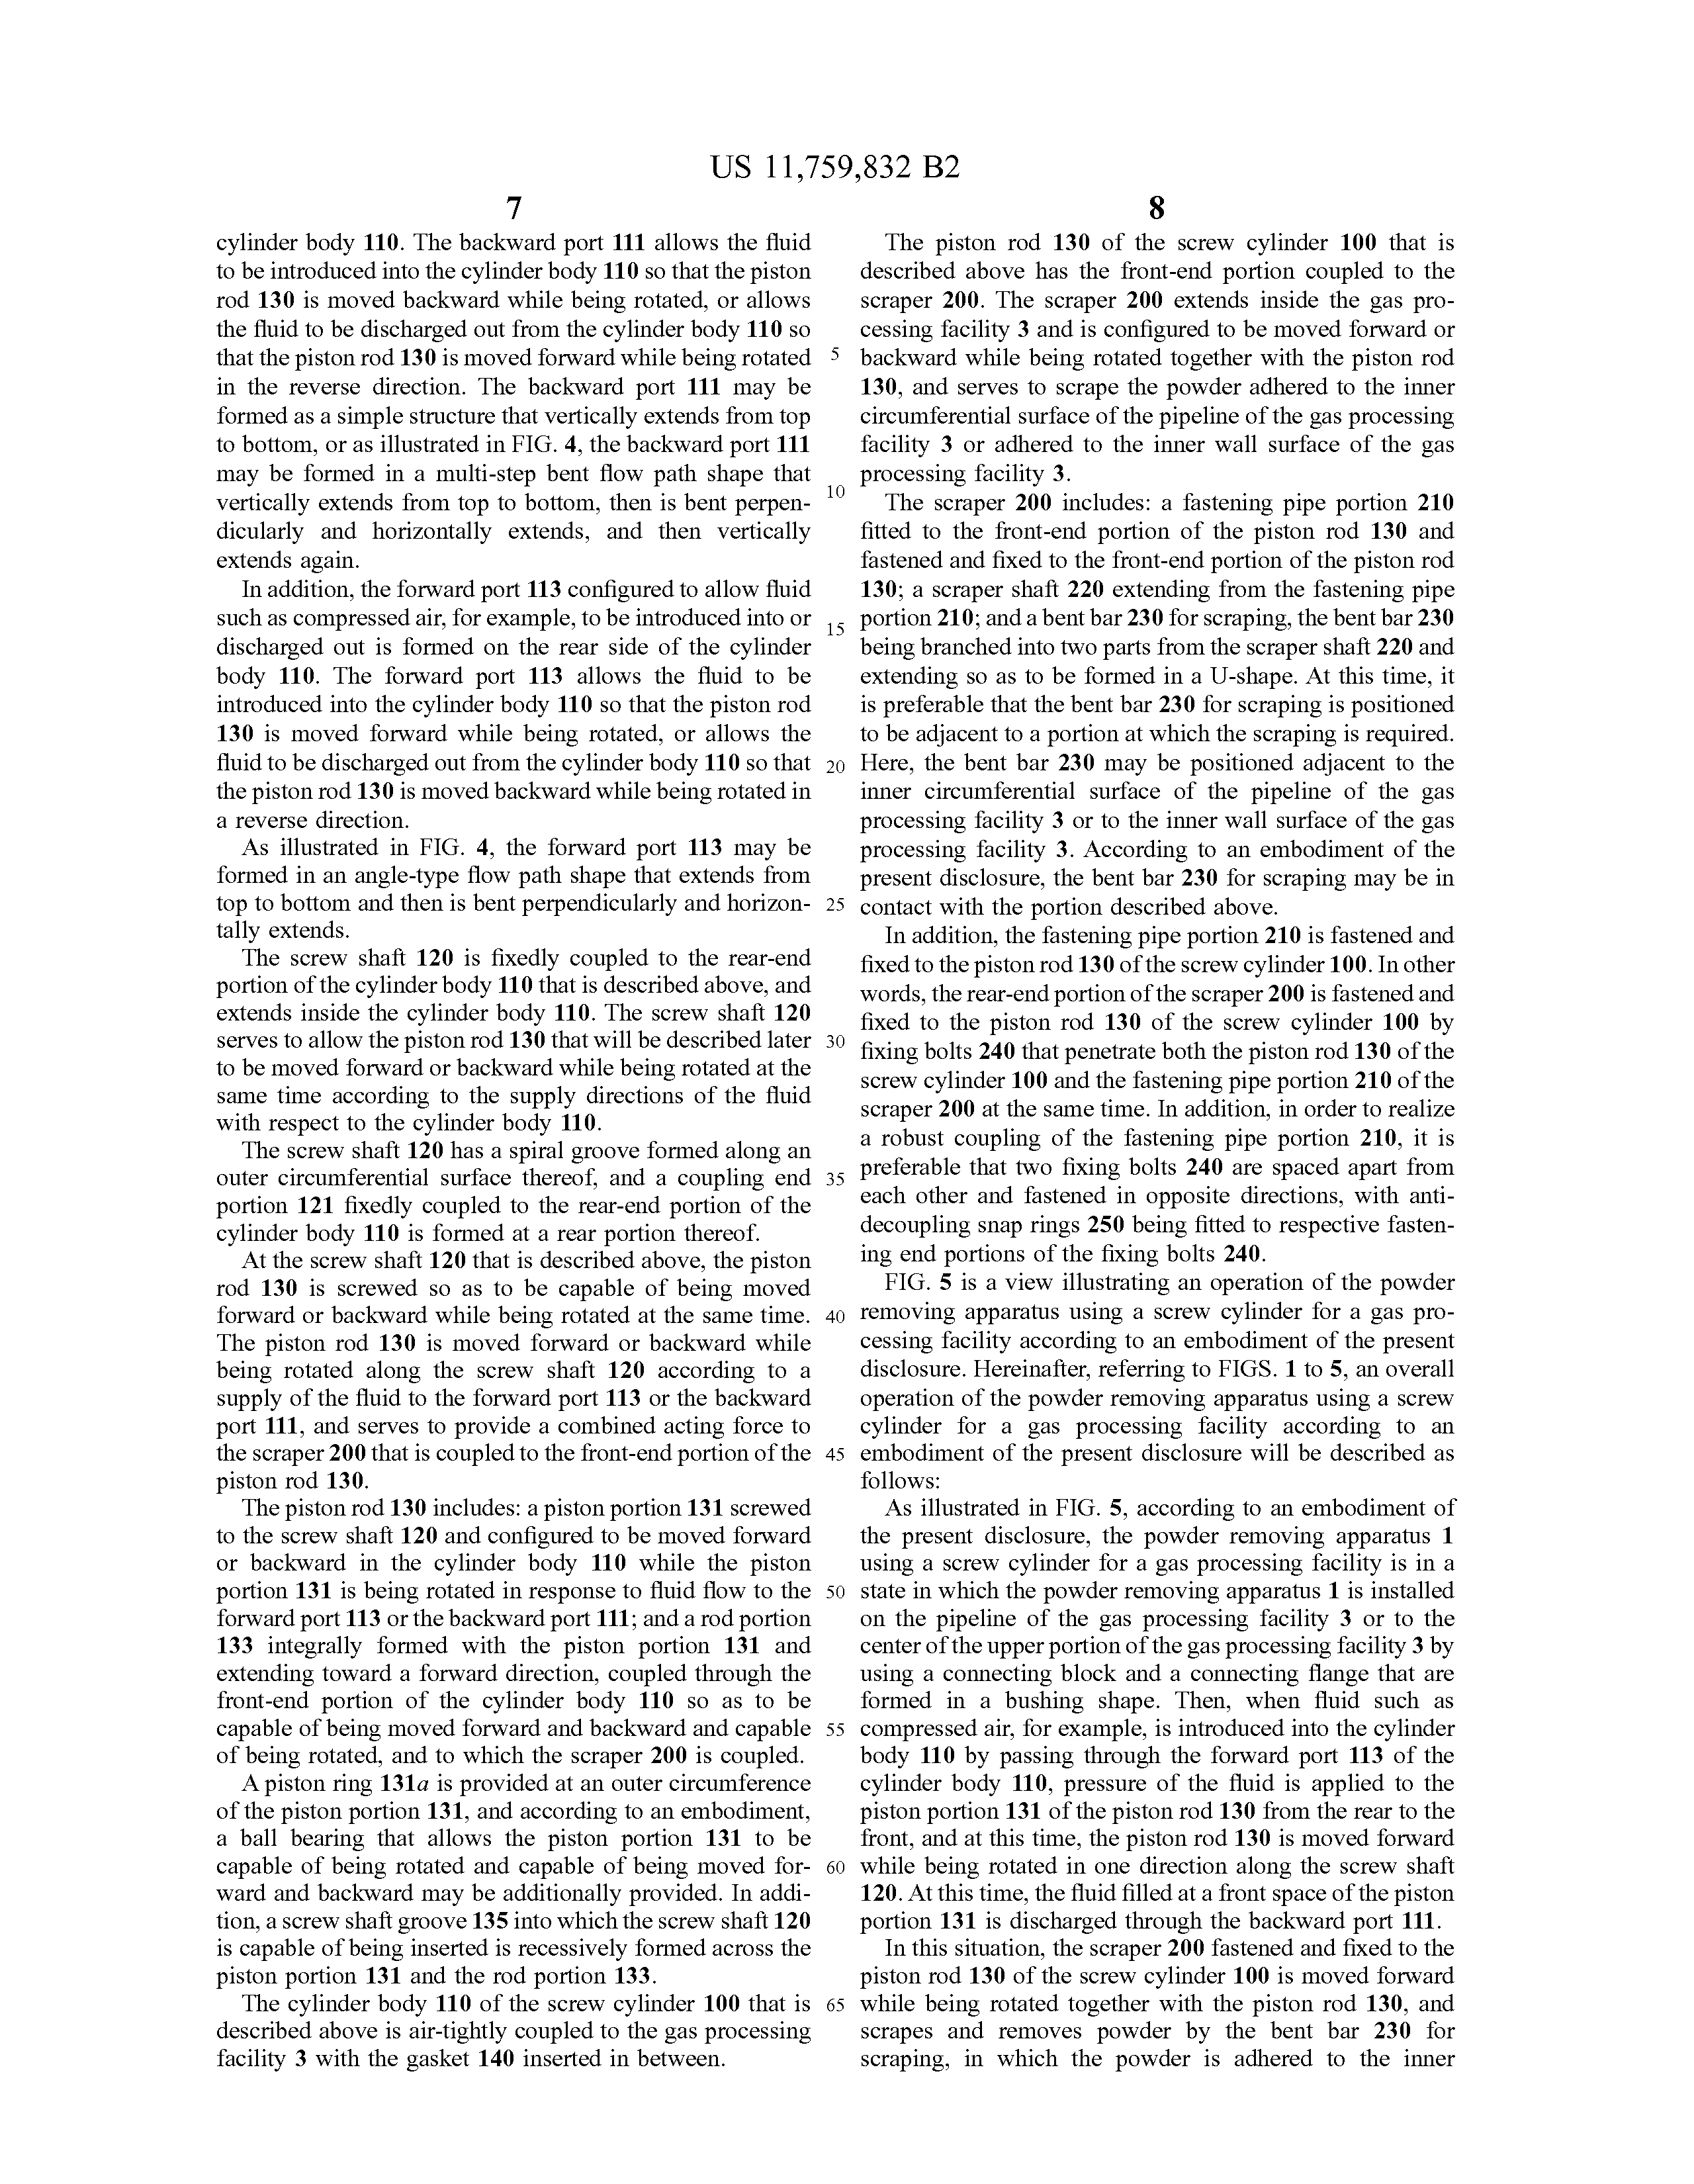 US 11,759,832 B2
7
cylinder body 110. The backward port 111 allows the fluid
to be introduced into the cylinder body 110 so that the piston
rod 130 is moved backward while being rotated, or allows
the fluid to be discharged out from the cylinder body 110 so
that the piston rod 130 is moved forward while being rotated
in the reverse direction. The backward port 111 may be
formed as a simple structure that vertically extends from top
to bottom, or as illustrated in FIG. 4, the backward port 111
may be formed in a multi-step bent flow path shape that
vertically extends from top to bottom, then is bent perpen-
dicularly and horizontally extends, and then vertically
extends again.
In addition, the forward port 113 configured to allow fluid
such as compressed air, for example, to be introduced into or
discharged out is formed on the rear side of the cylinder
body 110. The forward port 113 allows the fluid to be
introduced into the cylinder body 110 so that the piston rod
130 is moved forward while being rotated, or allows the
fluid to be discharged out from the cylinder body 110 so that
the piston rod 130 is moved backward while being rotated in
a reverse direction.
As illustrated in FIG. 4, the forward port 113 may be
formed in an angle-type flow path shape that extends from
top to bottom and then is bent perpendicularly and horizon-
tally extends.
The screw shaft 120 is fixedly coupled to the rear-end
portion of the cylinder body 110 that is described above, and
extends inside the cylinder body 110. The screw shaft 120
serves to allow the piston rod 130 that will be described later
to be moved forward or backward while being rotated at the
same time according to the supply directions of the fluid
with respect to the cylinder body 110.
The screw shaft 120 has a spiral groove formed along an
outer circumferential surface thereof, and a coupling end
portion 121 fixedly coupled to the rear-end portion of the
cylinder body 110 is formed at a rear portion thereof.
At the screw shaft 120 that is described above, the piston
rod 130 is screwed so as to be capable of being moved
forward or backward while being rotated at the same time.
The piston rod 130 is moved forward or backward while
being rotated along the screw shaft 120 according to a
supply of the fluid to the forward port 113 or the backward
port 111, and serves to provide a combined acting force to
the scraper 200 that is coupled to the front-end portion of the
piston rod 130.
The piston rod 130 includes: a piston portion 131 screwed
to the screw shaft 120 and configured to be moved forward
or backward in the cylinder body 110 while the piston
portion 131 is being rotated in response to fluid flow to the
forward port 113 or the backward port 111; and a rod portion
133 integrally formed with the piston portion 131 and
extending toward a forward direction, coupled through the
front-end portion of the cylinder body 110 so as to be
capable of being moved forward and backward and capable
of being rotated, and to which the scraper 200 is coupled.
A piston ring 131a is provided at an outer circumference
of the piston portion 131, and according to an embodiment,
a ball bearing that allows the piston portion 131 to be
capable of being rotated and capable of being moved for-
ward and backward may be additionally provided. In addi-
tion, a screw shaft groove 135 into which the screw shaft 120
is capable of being inserted is recessively formed across the
piston portion 131 and the rod portion 133.
The cylinder body 110 of the screw cylinder 100 that is
described above is air-tightly coupled to the gas processing
facility 3 with the gasket 140 inserted in between.
5
10
15
20
25
30
35
40
45
50
55
60
65
8
The piston rod 130 of the screw cylinder 100 that is
described above has the front-end portion coupled to the
scraper 200. The scraper 200 extends inside the gas pro-
cessing facility 3 and is configured to be moved forward or
backward while being rotated together with the piston rod
130, and serves to scrape the powder adhered to the inner
circumferential surface of the pipeline of the gas processing
facility 3 or adhered to the inner wall surface of the gas
processing facility 3.
The scraper 200 includes: a fastening pipe portion 210
fitted to the front-end portion of the piston rod 130 and
fastened and fixed to the front-end portion of the piston rod
130; a scraper shaft 220 extending from the fastening pipe
portion 210; and a bent bar 230 for scraping, the bent bar 230
being branched into two parts from the scraper shaft 220 and
extending so as to be formed in a U-shape. At this time, it
is preferable that the bent bar 230 for scraping is positioned
to be adjacent to a portion at which the scraping is required.
Here, the bent bar 230 may be positioned adjacent to the
inner circumferential surface of the pipeline of the gas
processing facility 3 or to the inner wall surface of the gas
processing facility 3. According to an embodiment of the
present disclosure, the bent bar 230 for scraping may be in
contact with the portion described above.
In addition, the fastening pipe portion 210 is fastened and
fixed to the piston rod 130 of the screw cylinder 100. In other
words, the rear-end portion of the scraper 200 is fastened and
fixed to the piston rod 130 of the screw cylinder 100 by
fixing bolts 240 that penetrate both the piston rod 130 of the
screw cylinder 100 and the fastening pipe portion 210 of the
scraper 200 at the same time. In addition, in order to realize
a robust coupling of the fastening pipe portion 210, it is
preferable that two fixing bolts 240 are spaced apart from
each other and fastened in opposite directions, with anti-
decoupling snap rings 250 being fitted to respective fasten-
ing end portions of the fixing bolts 240.
FIG. 5 is a view illustrating an operation of the powder
removing apparatus using a screw cylinder for a gas pro-
cessing facility according to an embodiment of the present
disclosure. Hereinafter, referring to FIGS. 1 to 5, an overall
operation of the powder removing apparatus using a screw
cylinder for a gas processing facility according to an
embodiment of the present disclosure will be described as
follows:
As illustrated in FIG. 5, according to an embodiment of
the present disclosure, the powder removing apparatus 1
using a screw cylinder for a gas processing facility is in a
state in which the powder removing apparatus 1 is installed
on the pipeline of the gas processing facility 3 or to the
center of the upper portion of the gas processing facility 3 by
using a connecting block and a connecting flange that are
formed in a bushing shape. Then, when fluid such as
compressed air, for example, is introduced into the cylinder
body 110 by passing through the forward port 113 of the
cylinder body 110, pressure of the fluid is applied to the
piston portion 131 of the piston rod 130 from the rear to the
front, and at this time, the piston rod 130 is moved forward
while being rotated in one direction along the screw shaft
120. At this time, the fluid filled at a front space of the piston
portion 131 is discharged through the backward port 111.
In this situation, the scraper 200 fastened and fixed to the
piston rod 130 of the screw cylinder 100 is moved forward
while being rotated together with the piston rod 130, and
scrapes and removes powder by the bent bar 230 for
scraping, in which the powder is adhered to the inner